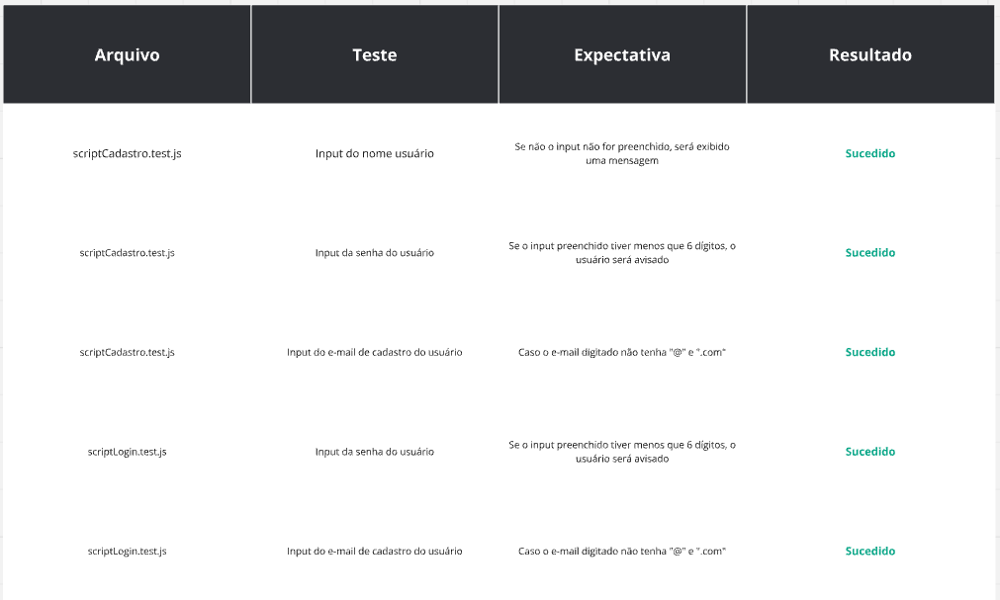 Arquivo Teste Expectativa Resultado
scriptCadastro.test.js Input do nome usuário Se não o input não for preenchido, será exibido Sucedido
uma mensagem
scriptCadastro.test.js Input da senha do usuário Se o input preenchido tiver menos que 6 dígitos, o Sucedido
usuário será avisado
scriptCadastro.test.js Input do e-mail de cadastro do usuário Caso o e-mail digitado não tenha "@" e ".com" Sucedido
scriptLogin.test.js Input da senha do usuário Se o input preenchido tiver menos que 6 dígitos, o Sucedido
usuário será avisado
scriptLogin.test.js Input do e-mail de cadastro do usuário Caso o e-mail digitado não tenha "@" e ".com" Sucedido